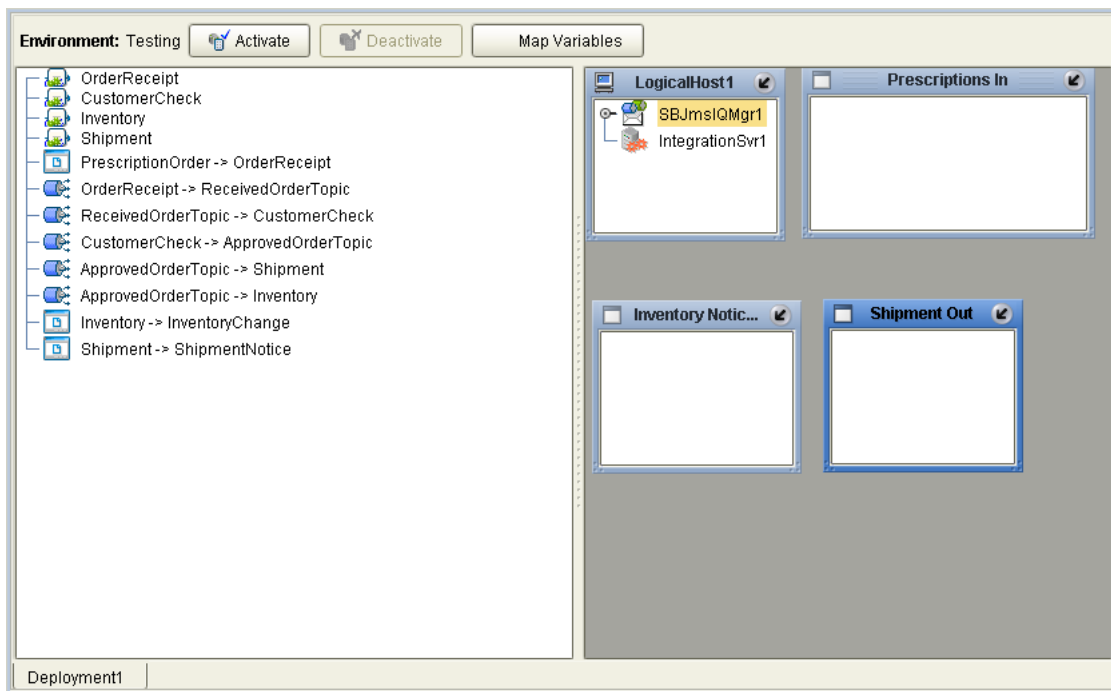 Environment: Testing Activate Deactivate Map Variables
OrderReceipt
CustomerCheck
Inventory
Shipment
PrescriptionOrder -> OrderReceipt
OrderReceipt -> ReceivedOrderTopic
ReceivedOrderTopic -> CustomerCheck
CustomerCheck -> ApprovedOrderTopic
ApprovedOrderTopic -> Shipment
ApprovedOrderTopic -> Inventory
Inventory -> InventoryChange
Shipment -> ShipmentNotice
LogicalHost1
SBJmsIQMgr1
IntegrationSvr1
Prescriptions In
Inventory Notic...
Shipment Out
Deployment1